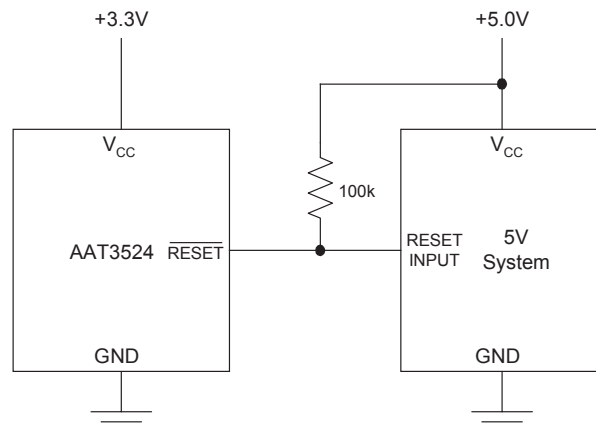 +3.3V
+5.0V
VCC
VCC
100k
AAT3524
RESET
RESET
INPUT
5V
System
GND
GND